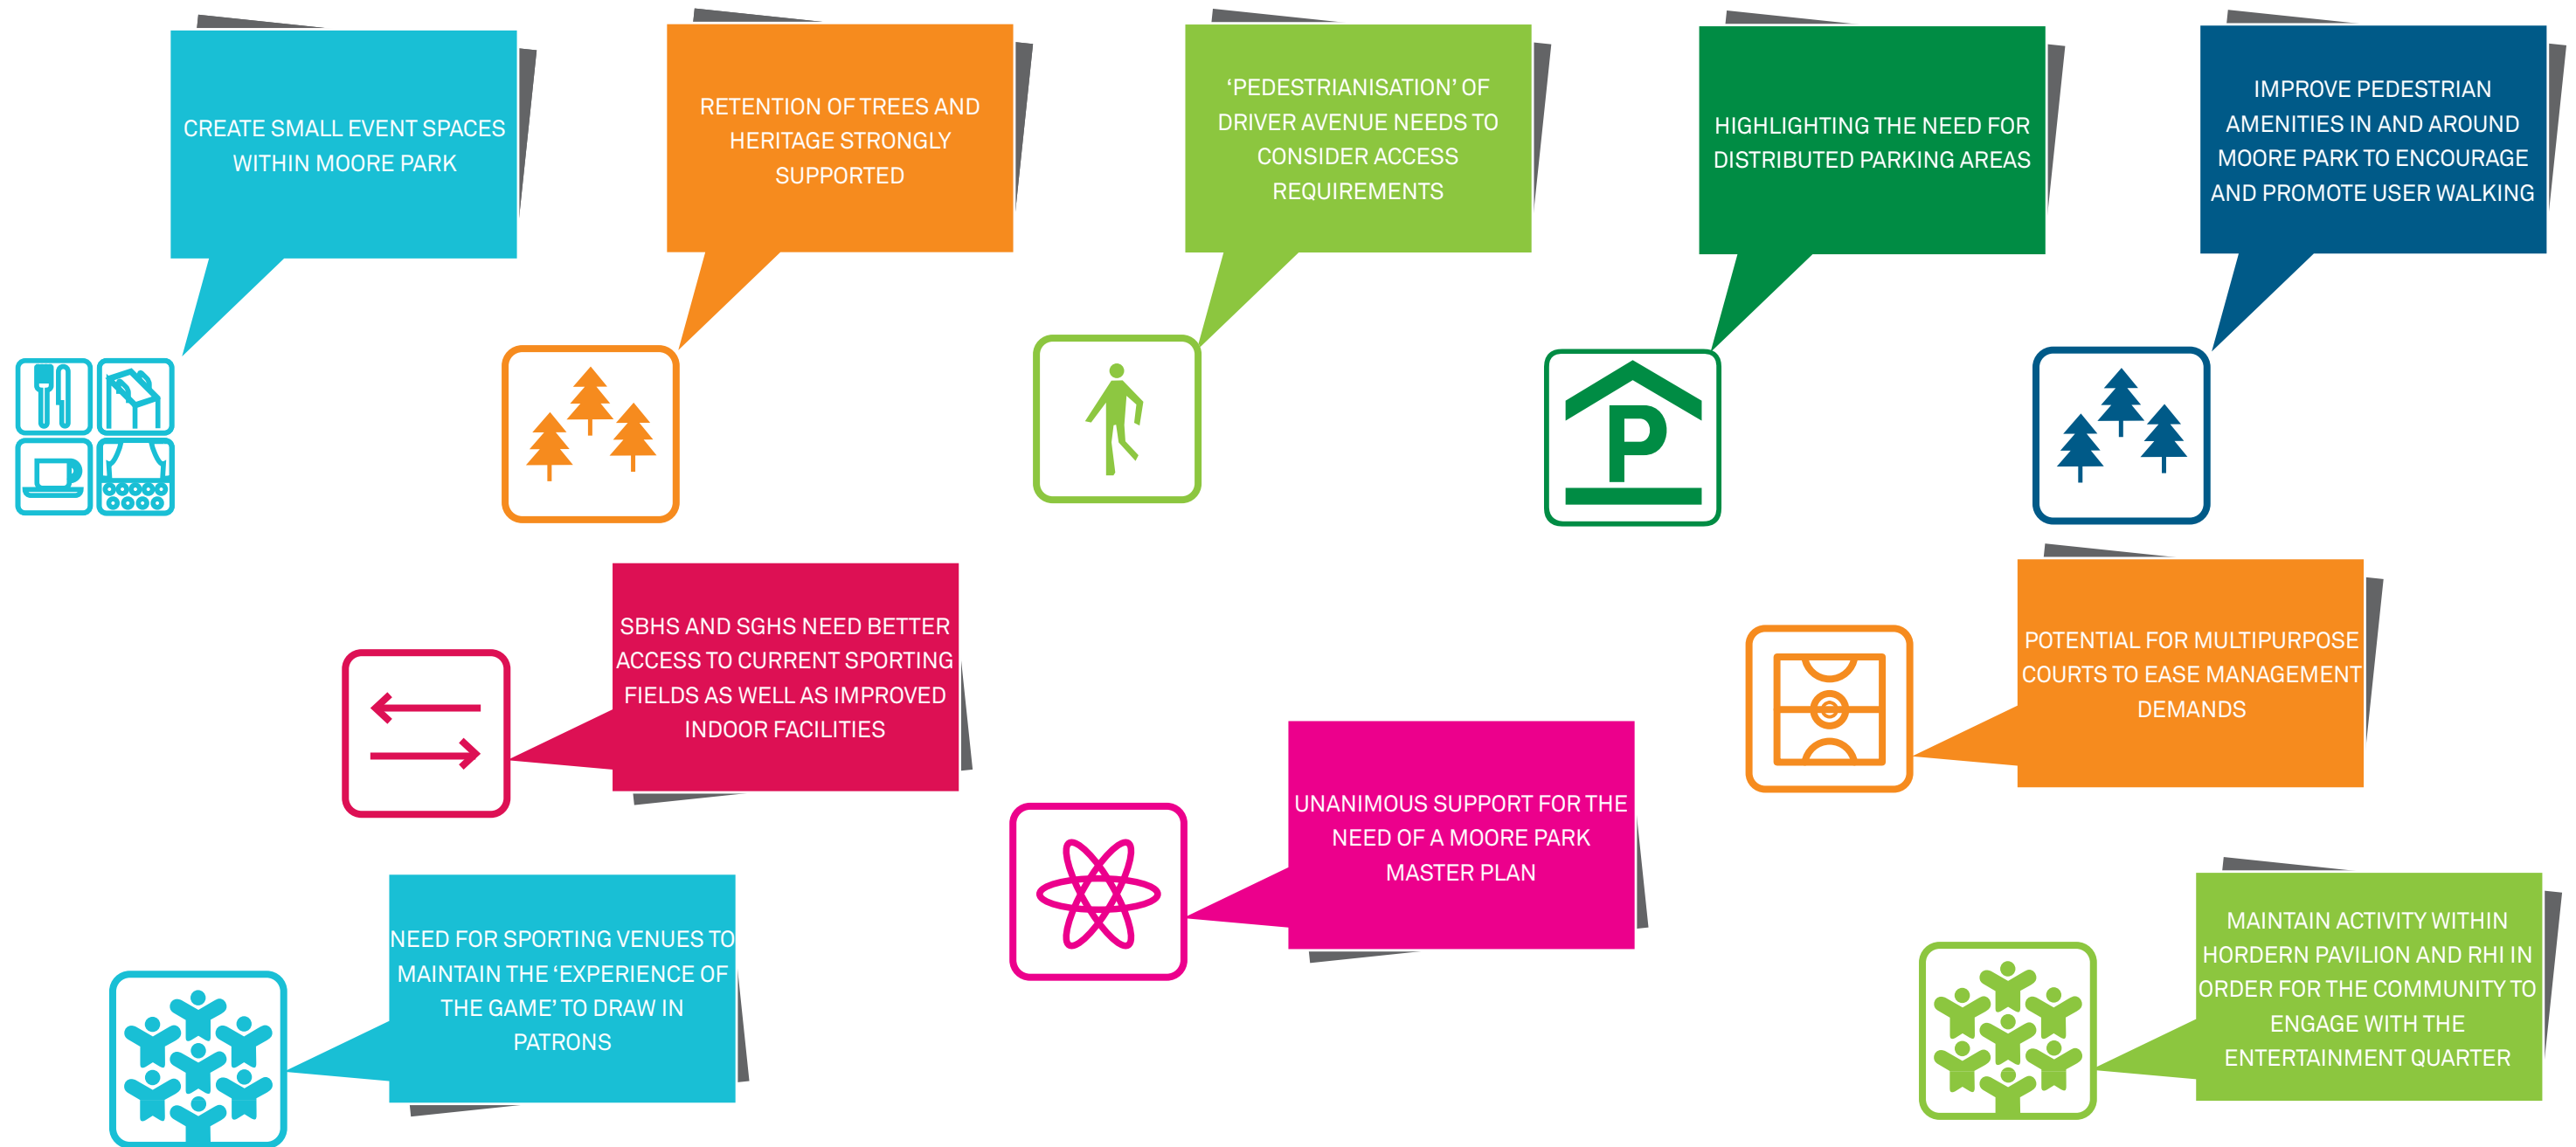 CREATE SMALL EVENT SPACES
WITHIN MOORE PARK
RETENTION OF TREES AND
HERITAGE STRONGLY
SUPPORTED
‘PEDESTRIANISATION’ OF
DRIVER AVENUE NEEDS TO
CONSIDER ACCESS
REQUIREMENTS
HIGHLIGHTING THE NEED FOR
DISTRIBUTED PARKING AREAS
IMPROVE PEDESTRIAN
AMENITIES IN AND AROUND
MOORE PARK TO ENCOURAGE
AND PROMOTE USER WALKING
P
SBHS AND SGHS NEED BETTER
ACCESS TO CURRENT SPORTING
FIELDS AS WELL AS IMPROVED
INDOOR FACILITIES
POTENTIAL FOR MULTIPURPOSE
COURTS TO EASE MANAGEMENT
DEMANDS
UNANIMOUS SUPPORT FOR THE
NEED OF A MOORE PARK
MASTER PLAN
NEED FOR SPORTING VENUES TO
MAINTAIN THE ‘EXPERIENCE OF
THE GAME’ TO DRAW IN
PATRONS
MAINTAIN ACTIVITY WITHIN
HORDERN PAVILION AND RHI IN
ORDER FOR THE COMMUNITY TO
ENGAGE WITH THE
ENTERTAINMENT QUARTER